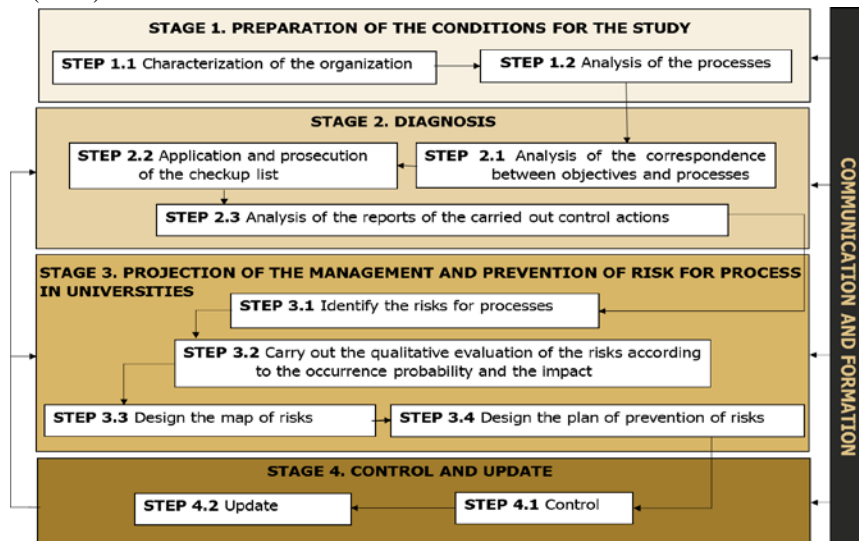 STAGE 1. PREPARATION OF THE CONDITIONS FOR THE STUDY
STEP 1.1 Characterization of the organization
STEP 1.2 Analysis of the processes
STAGE 2. DIAGNOSIS
STEP 2.2 Application and prosecution
of the checkup list
STEP 2.1 Analysis of the correspondence
between objectives and processes
STEP 2.3 Analysis of the reports of the carried out control actions
STAGE 3. PROJECTION OF THE MANAGEMENT AND PREVENTION OF RISK FOR PROCESS
IN UNIVERSITIES
STEP 3.1 Identify the risks for processes
STEP 3.2 Carry out the qualitative evaluation of the risks according
to the occurrence probability and the impact
STEP 3.3 Design the map of risks
STEP 3.4 Design the plan of prevention of risks
STAGE 4. CONTROL AND UPDATE
STEP 4.2 Update
STEP 4.1 Control
COMMUNICATION AND FORMATION